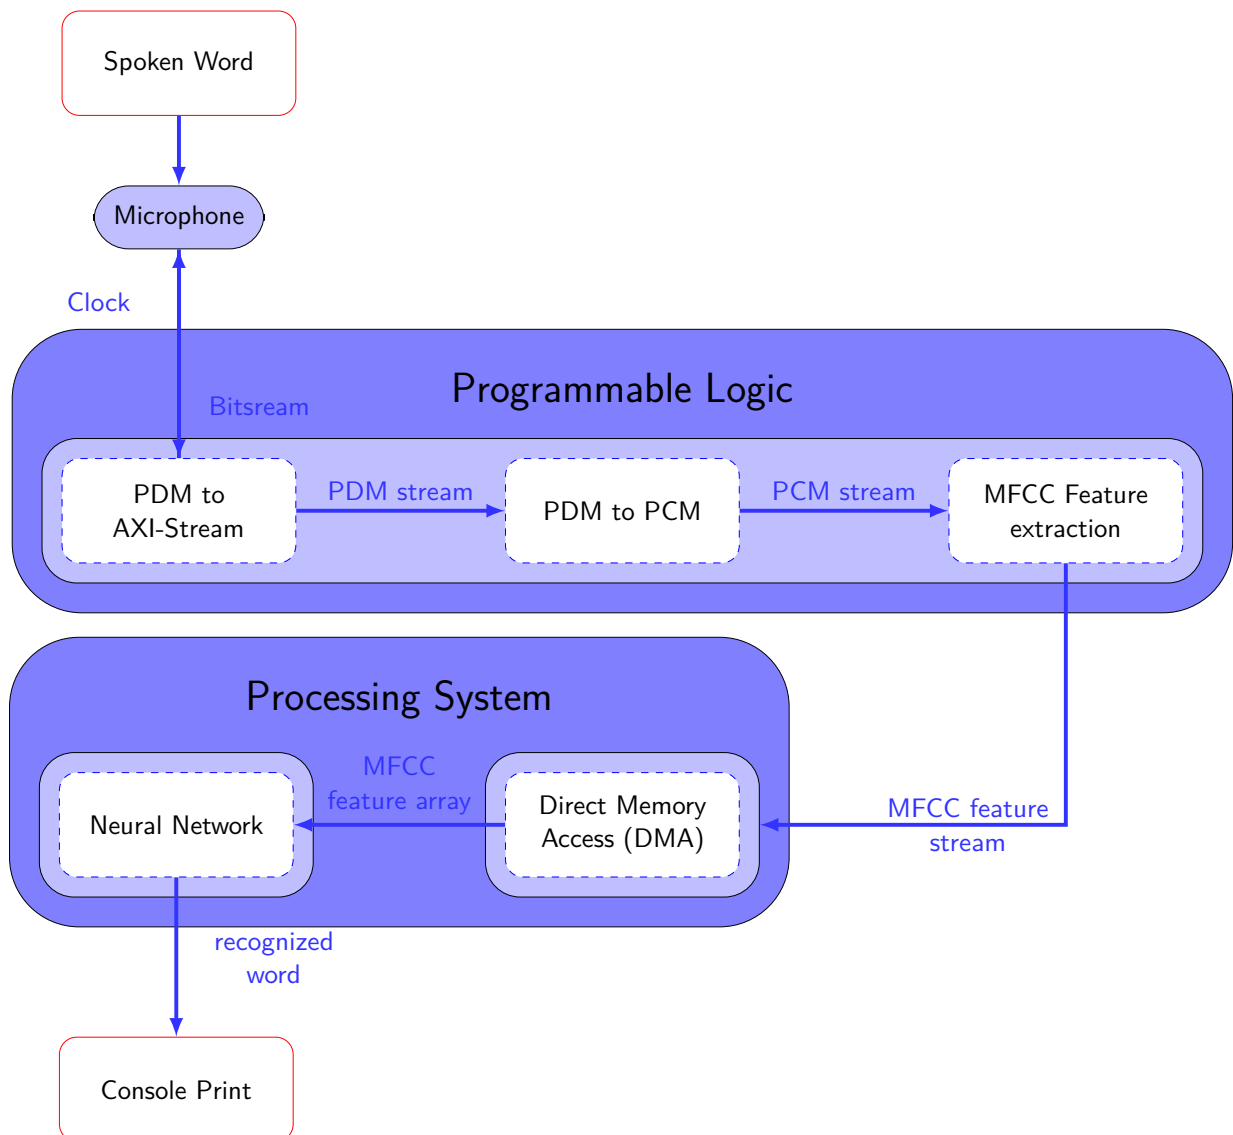 Spoken Word
Microphone
Clock
Programmable Logic
Bitsream
PDM to
AXI-Stream
PDM stream
PDM to PCM
PCM stream
MFCC Feature
extraction
Processing System
Neural Network
MFCC
feature array
Direct Memory
Access (DMA)
MFCC feature
stream
recognized
word
Console Print